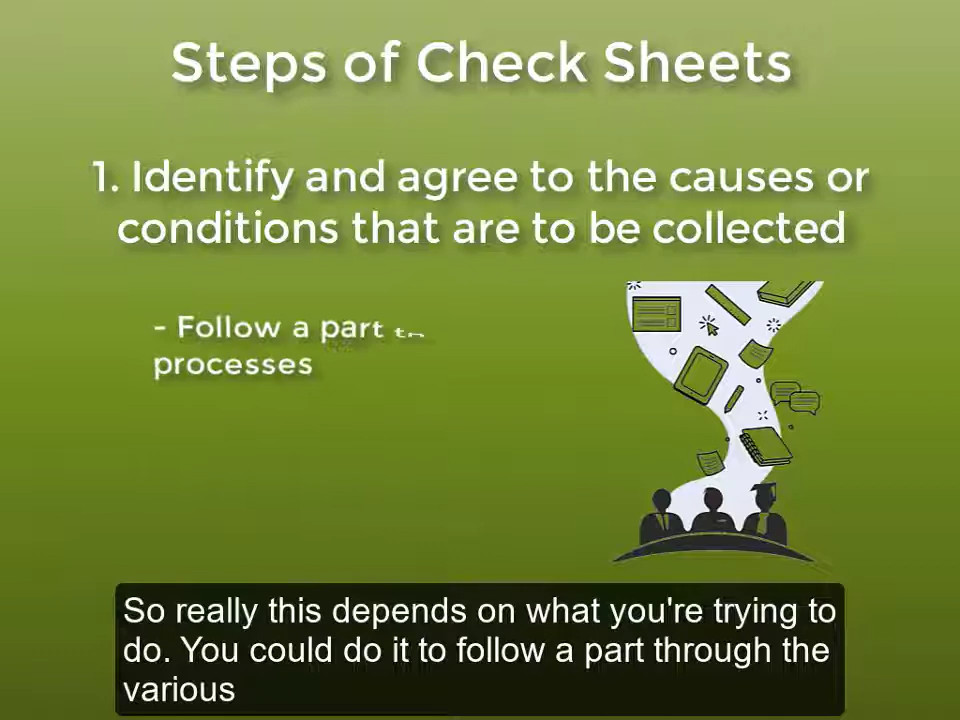 Steps of Check Sheets
1. Identify and agree to the causes or
conditions that are to be collected
- Follow a part
processes
So really this depends on what you're trying to
do. You could do it to follow a part through the
various